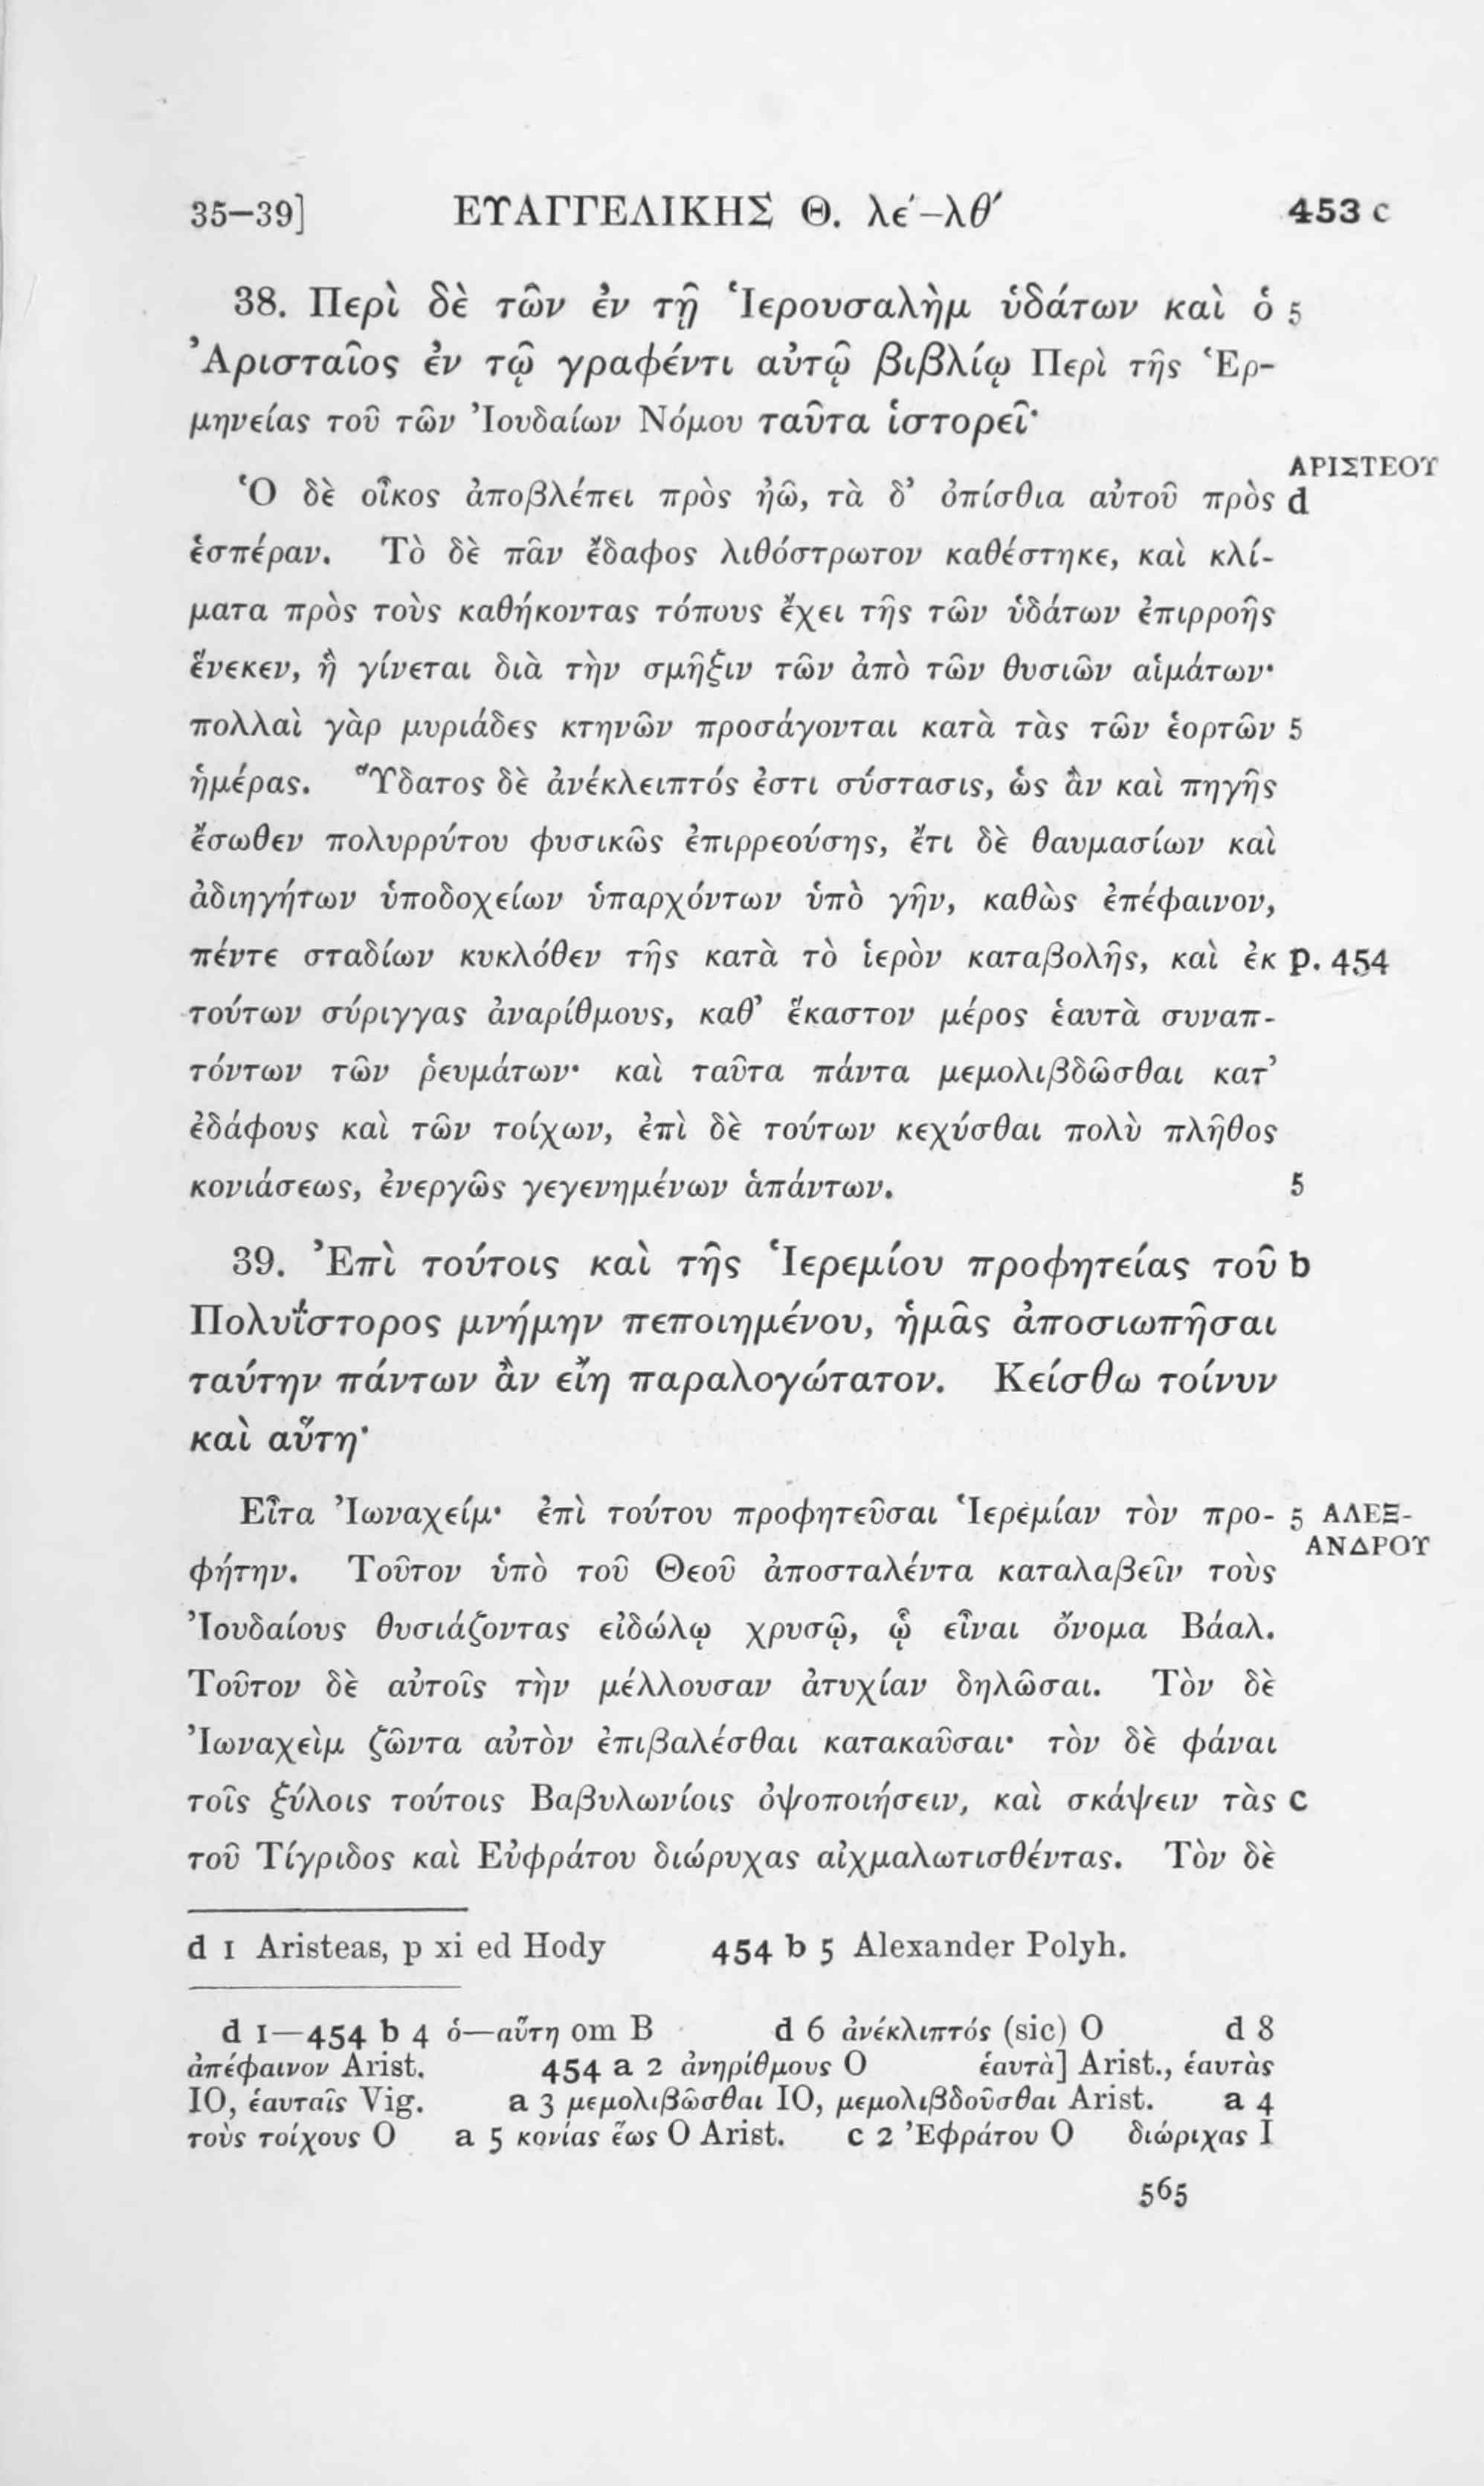 35–39] ΕΥΑΓΓΕΛΙΚΗΣ Θ. λε´–λθ´ 453 c
38. Περὶ δὲ τῶν ἐν τῇ Ἱερουσαλὴμ ὑδάτων καὶ ὁ 5
Ἀρισταῖος ἐν τῷ γραφέντι αὐτῷ βιβλίῳ Περὶ τῆς Ἑρ-
μηνείας τοῦ τῶν Ἰουδαίων Νόμου ταῦτα ἱστορεῖ·
ΑΡΙΣΤΕΟΥ
Ὁ δὲ οἶκος ἀποβλέπει πρὸς ἠῶ, τὰ δ’ ὀπίσθια αὐτοῦ πρὸς d
ἑσπέραν. Τὸ δὲ πᾶν ἔδαφος λιθόστρωτον καθέστηκε, καὶ κλί-
ματα πρὸς τοὺς καθήκοντας τόπους ἔχει τῆς τῶν ὑδάτων ἐπιρροῆς
ἕνεκεν, ἣ γίνεται διὰ τὴν σμῆξιν τῶν ἀπὸ τῶν θυσιῶν αἱμάτων·
πολλαὶ γὰρ μυριάδες κτηνῶν προσάγονται κατὰ τὰς τῶν ἑορτῶν 5
ἡμέρας. Ὕδατος δὲ ἀνέκλειπτός ἐστι σύστασις, ὡς ἂν καὶ πηγῆς
ἔσωθεν πολυρρύτου φυσικῶς ἐπιρρεούσης, ἔτι δὲ θαυμασίων καὶ
ἀδιηγήτων ὑποδοχείων ὑπαρχόντων ὑπὸ γῆν, καθὼς ἐπέφαινον,
πέντε σταδίων κυκλόθεν τῆς κατὰ τὸ ἱερὸν καταβολῆς, καὶ ἐκ p. 454
τούτων σύριγγας ἀναρίθμους, καθ’ ἕκαστον μέρος ἑαυτὰ συναπ-
τόντων τῶν ῥευμάτων· καὶ ταῦτα πάντα μεμολιβδῶσθαι κατ’
ἐδάφους καὶ τῶν τοίχων, ἐπὶ δὲ τούτων κεχύσθαι πολὺ πλῆθος
κονιάσεως, ἐνεργῶς γεγενημένων ἁπάντων. 5
39. Ἐπὶ τούτοις καὶ τῆς Ἱερεμίου προφητείας τοῦ b
Πολυΐστορος μνήμην πεποιημένου, ἡμᾶς ἀποσιωπῆσαι
ταύτην πάντων ἂν εἴη παραλογώτατον. Κείσθω τοίνυν
καὶ αὕτη·
Εἶτα Ἰωναχείμ· ἐπὶ τούτου προφητεῦσαι Ἱερεμίαν τὸν προ- 5 ΑΛΕΞ-
ΑΝΔΡΟΥ
φήτην. Τοῦτον ὑπὸ τοῦ Θεοῦ ἀποσταλέντα καταλαβεῖν τοὺς
Ἰουδαίους θυσιάζοντας εἰδώλῳ χρυσῷ, ᾧ εἶναι ὄνομα Βάαλ.
Τοῦτον δὲ αὐτοῖς τὴν μέλλουσαν ἀτυχίαν δηλῶσαι. Τὸν δὲ
Ἰωναχεὶμ ζῶντα αὐτὸν ἐπιβαλέσθαι κατακαῦσαι· τὸν δὲ φάναι
τοῖς ξύλοις τούτοις Βαβυλωνίοις ὀψοποιήσειν, καὶ σκάψειν τὰς c
τοῦ Τίγριδος καὶ Εὐφράτου διώρυχας αἰχμαλωτισθέντας. Τὸν δὲ
d 1 Aristeas, p xi ed Hody 454 b 5 Alexander Polyh.
d 1—454 b 4 ὁ—αὕτη om B d 6 ἀνέκλιπτός (sic) O d 8
ἀπέφαινον Arist. 454 a 2 ἀνηρίθμους O ἑαυτὰ] Arist., ἑαυτὰς
IO, ἑαυταῖς Vig. a 3 μεμολιβῶσθαι IO, μεμολιβδοῦσθαι Arist. a 4
τοὺς τοίχους O a 5 κονίας ἕως O Arist. c 2 Ἐφράτου O διώριχας I
565